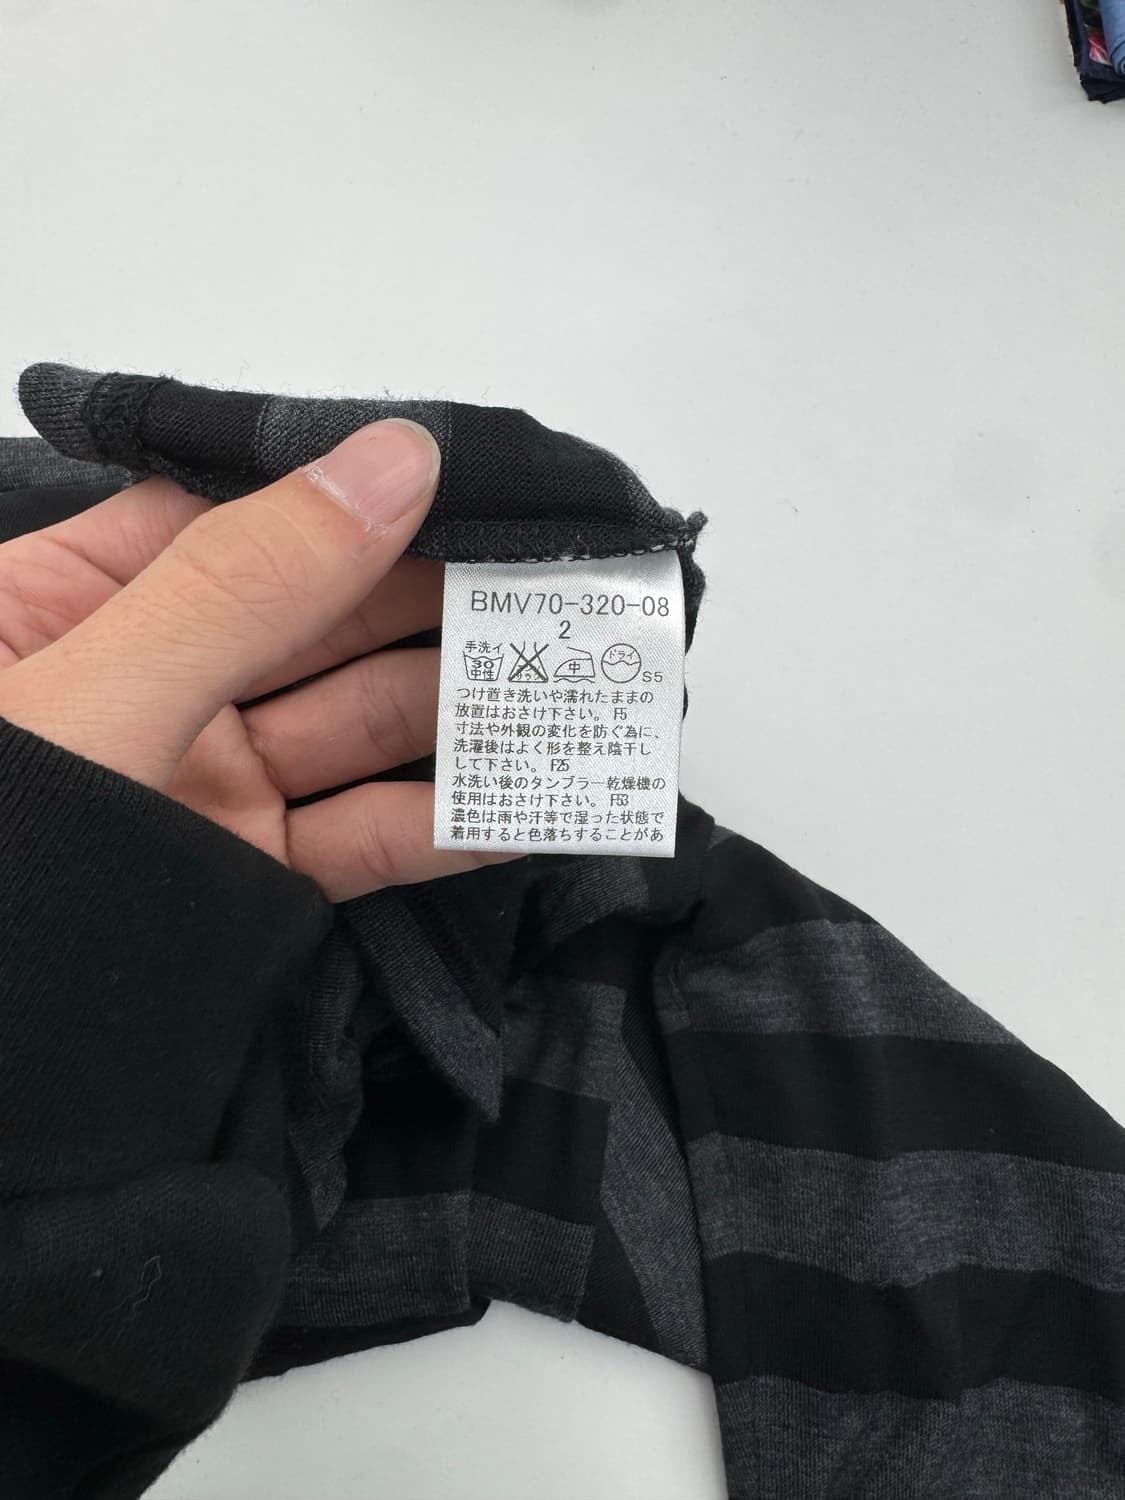 BMV70-320-08
2
手洗イ
30
中性
エンソ
サラシ
中
ドライ
S5
つけ置き洗いや濡れたままの
放置はおさけ下さい。F5
寸法や外観の変化を防ぐ為に、
洗濯後はよく形を整え陰干し
して下さい。F25
水洗い後のタンブラー乾燥機の
使用はおさけ下さい。F53
濃色は雨や汗等で湿った状態で
着用すると色落ちすることがあ